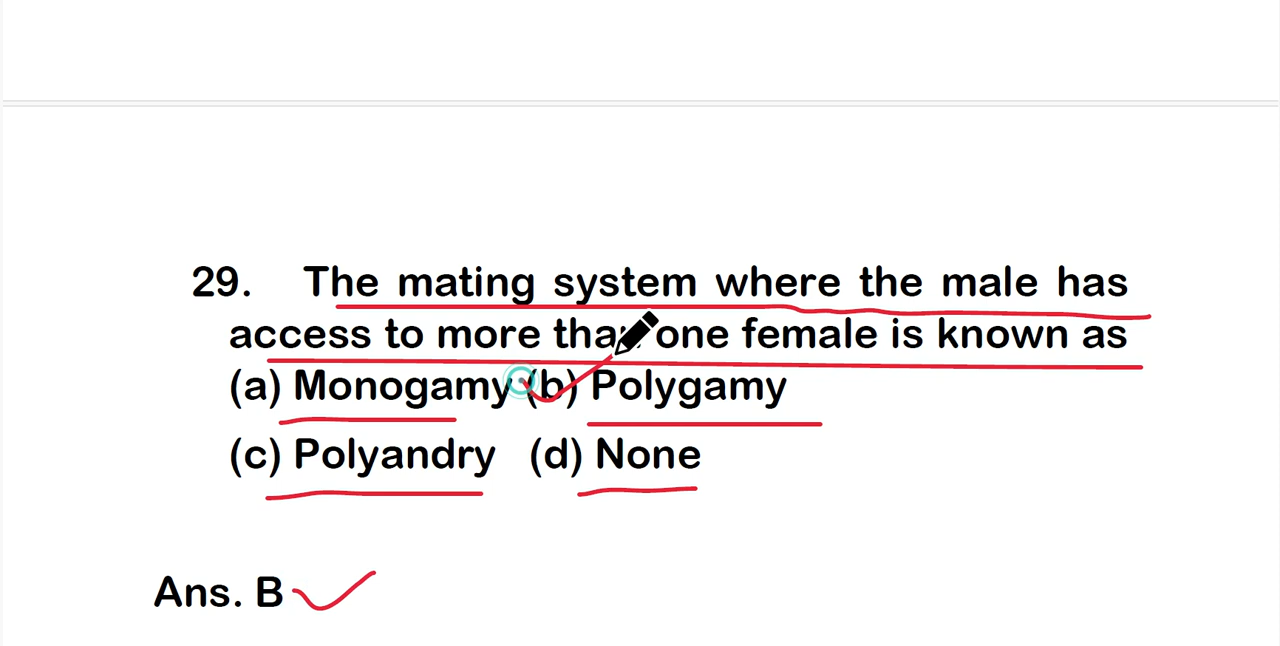 29. The mating system where the male has
access to more than one female is known as
(a) Monogamy (b) Polygamy
(c) Polyandry (d) None
Ans. B